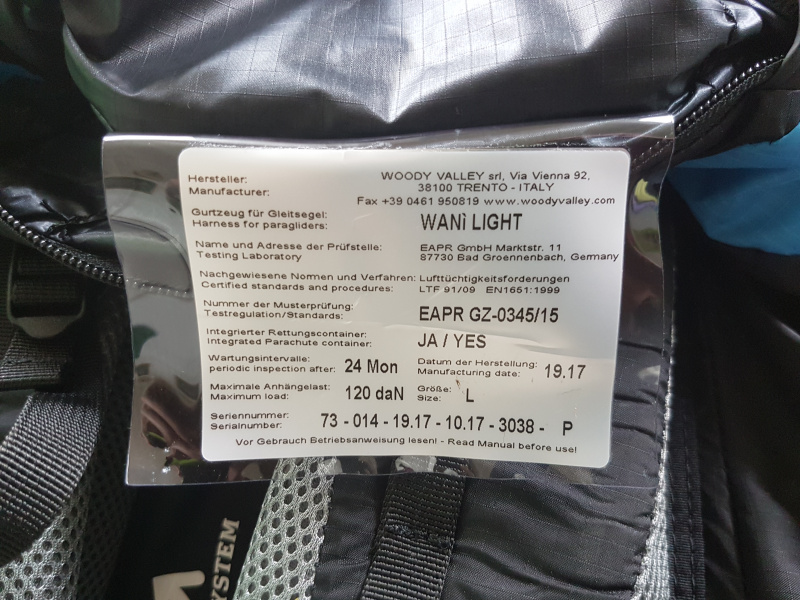 Hersteller:
Manufacturer:
WOODY VALLEY srl, Via Vienna 92,
38100 TRENTO - ITALY
Fax +39 0461 950819 www.woodyvalley.com
Gurtzeug für Gleitsegel:
Harness for paragliders:
WANì LIGHT
Name und Adresse der Prüfstelle:
Testing Laboratory
EAPR GmbH Marktstr. 11
87730 Bad Groennenbach, Germany
Nachgewiesene Normen und Verfahren: Lufttüchtigkeitsforderungen
Certified standards and procedures: LTF 91/09 EN1651:1999
Nummer der Musterprüfung:
Testregulation/Standards:
EAPR GZ-0345/15
Integrierter Rettungscontainer:
Integrated Parachute container:
JA / YES
Wartungsintervalle:
periodic inspection after:
24 Mon
Datum der Herstellung:
Manufacturing date:
19.17
Maximale Anhängelast:
Maximum load:
120 daN
Größe:
Size:
L
Seriennummer:
Serialnumber:
73 - 014 - 19.17 - 10.17 - 3038 - P
Vor Gebrauch Betriebsanweisung lesen! - Read Manual before use!
YSTEM